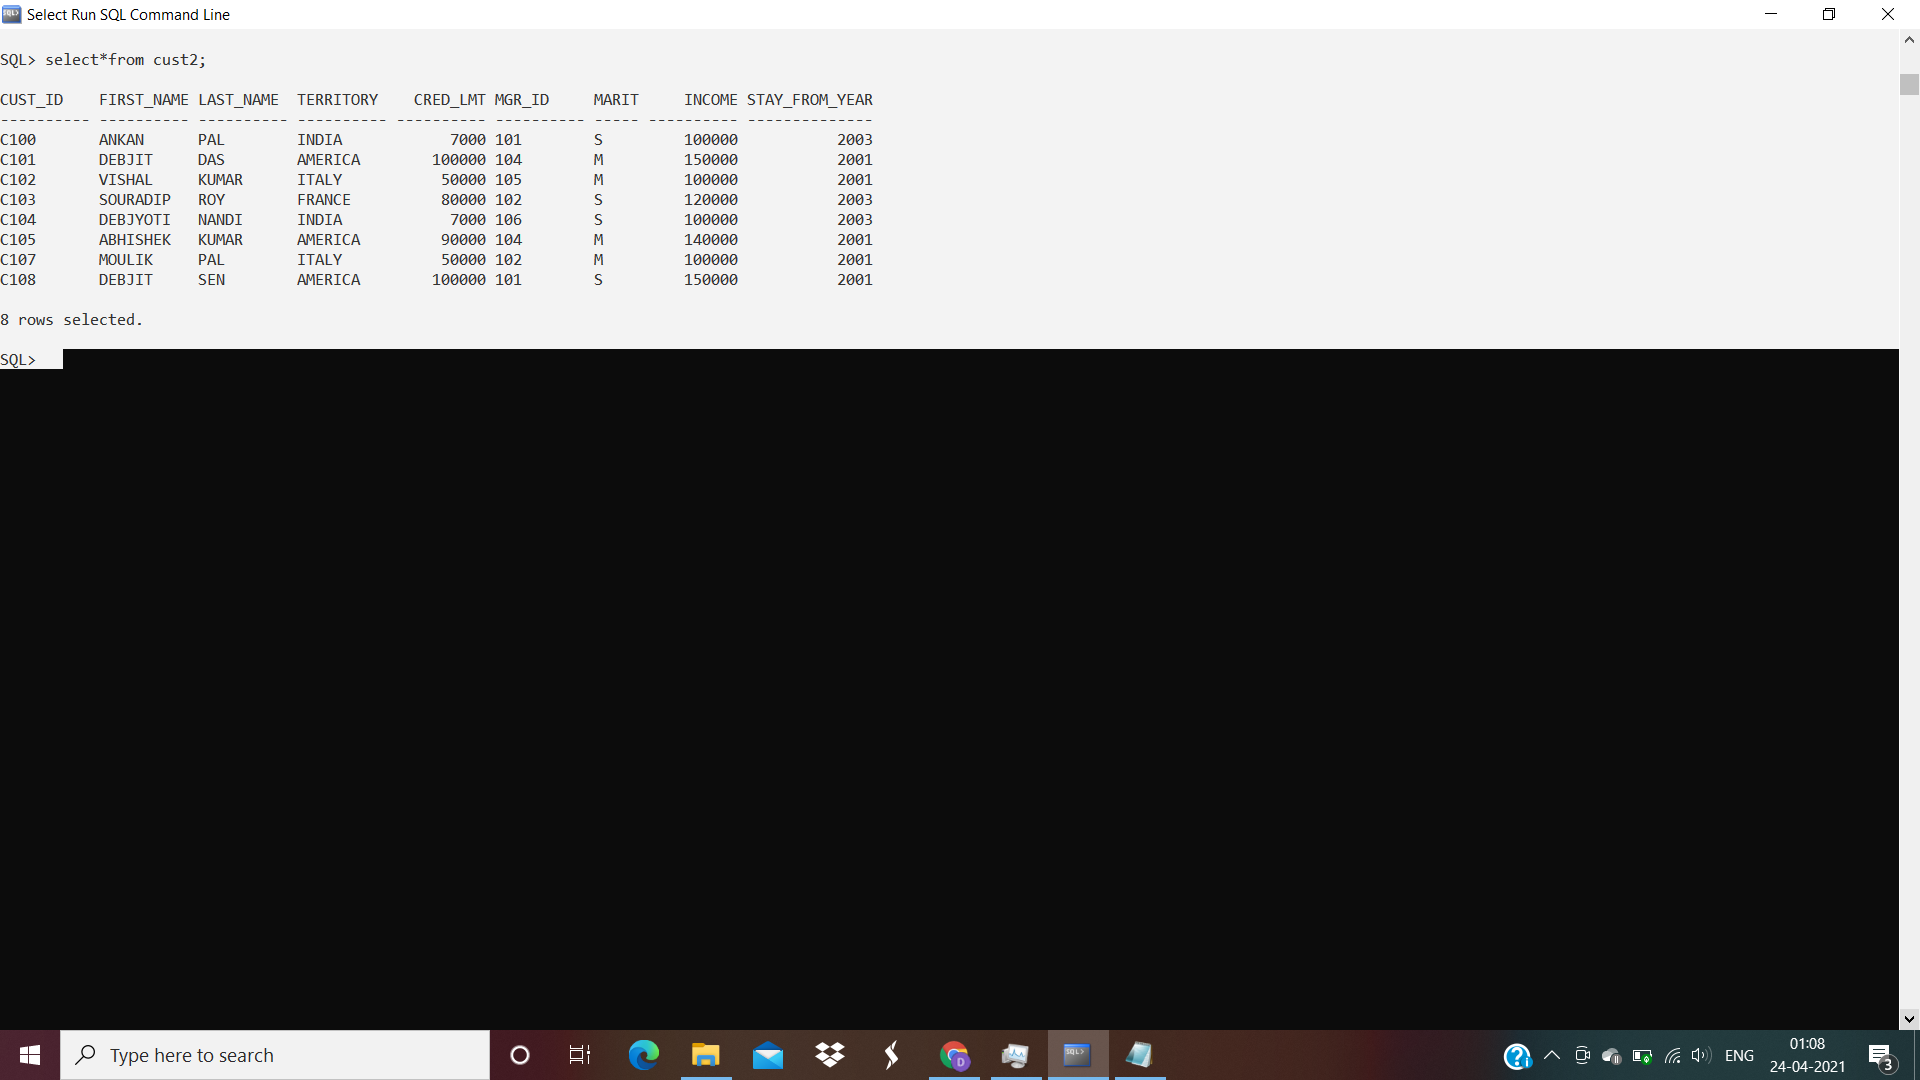 Select Run SQL Command Line
SQL> select*from cust2;
CUST_ID    FIRST_NAME LAST_NAME  TERRITORY    CRED_LMT MGR_ID     MARIT     INCOME STAY_FROM_YEAR
---------- ---------- ---------- ---------- ---------- ---------- ----- ---------- --------------
C100       ANKAN      PAL        INDIA            7000 101        S         100000           2003
C101       DEBJIT     DAS        AMERICA        100000 104        M         150000           2001
C102       VISHAL     KUMAR      ITALY           50000 105        M         100000           2001
C103       SOURADIP   ROY        FRANCE          80000 102        S         120000           2003
C104       DEBJYOTI   NANDI      INDIA            7000 106        S         100000           2003
C105       ABHISHEK   KUMAR      AMERICA         90000 104        M         140000           2001
C107       MOULIK     PAL        ITALY           50000 102        M         100000           2001
C108       DEBJIT     SEN        AMERICA        100000 101        S         150000           2001
8 rows selected.
SQL>
Type here to search
ENG
01:08
24-04-2021
3